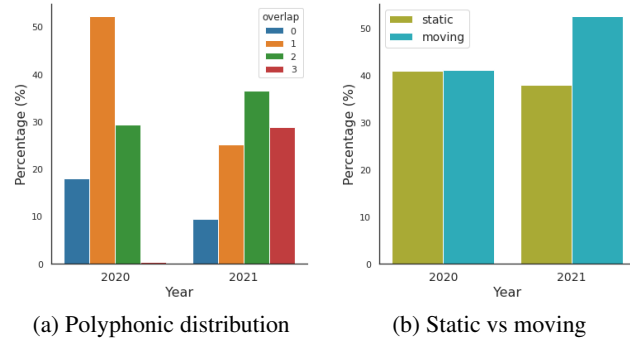 overlap
0
1
2
3
50
40
30
20
10
0
Percentage (%)
2020
2021
Year
(a) Polyphonic distribution
static
moving
50
40
30
20
10
0
Percentage (%)
2020
2021
Year
(b) Static vs moving